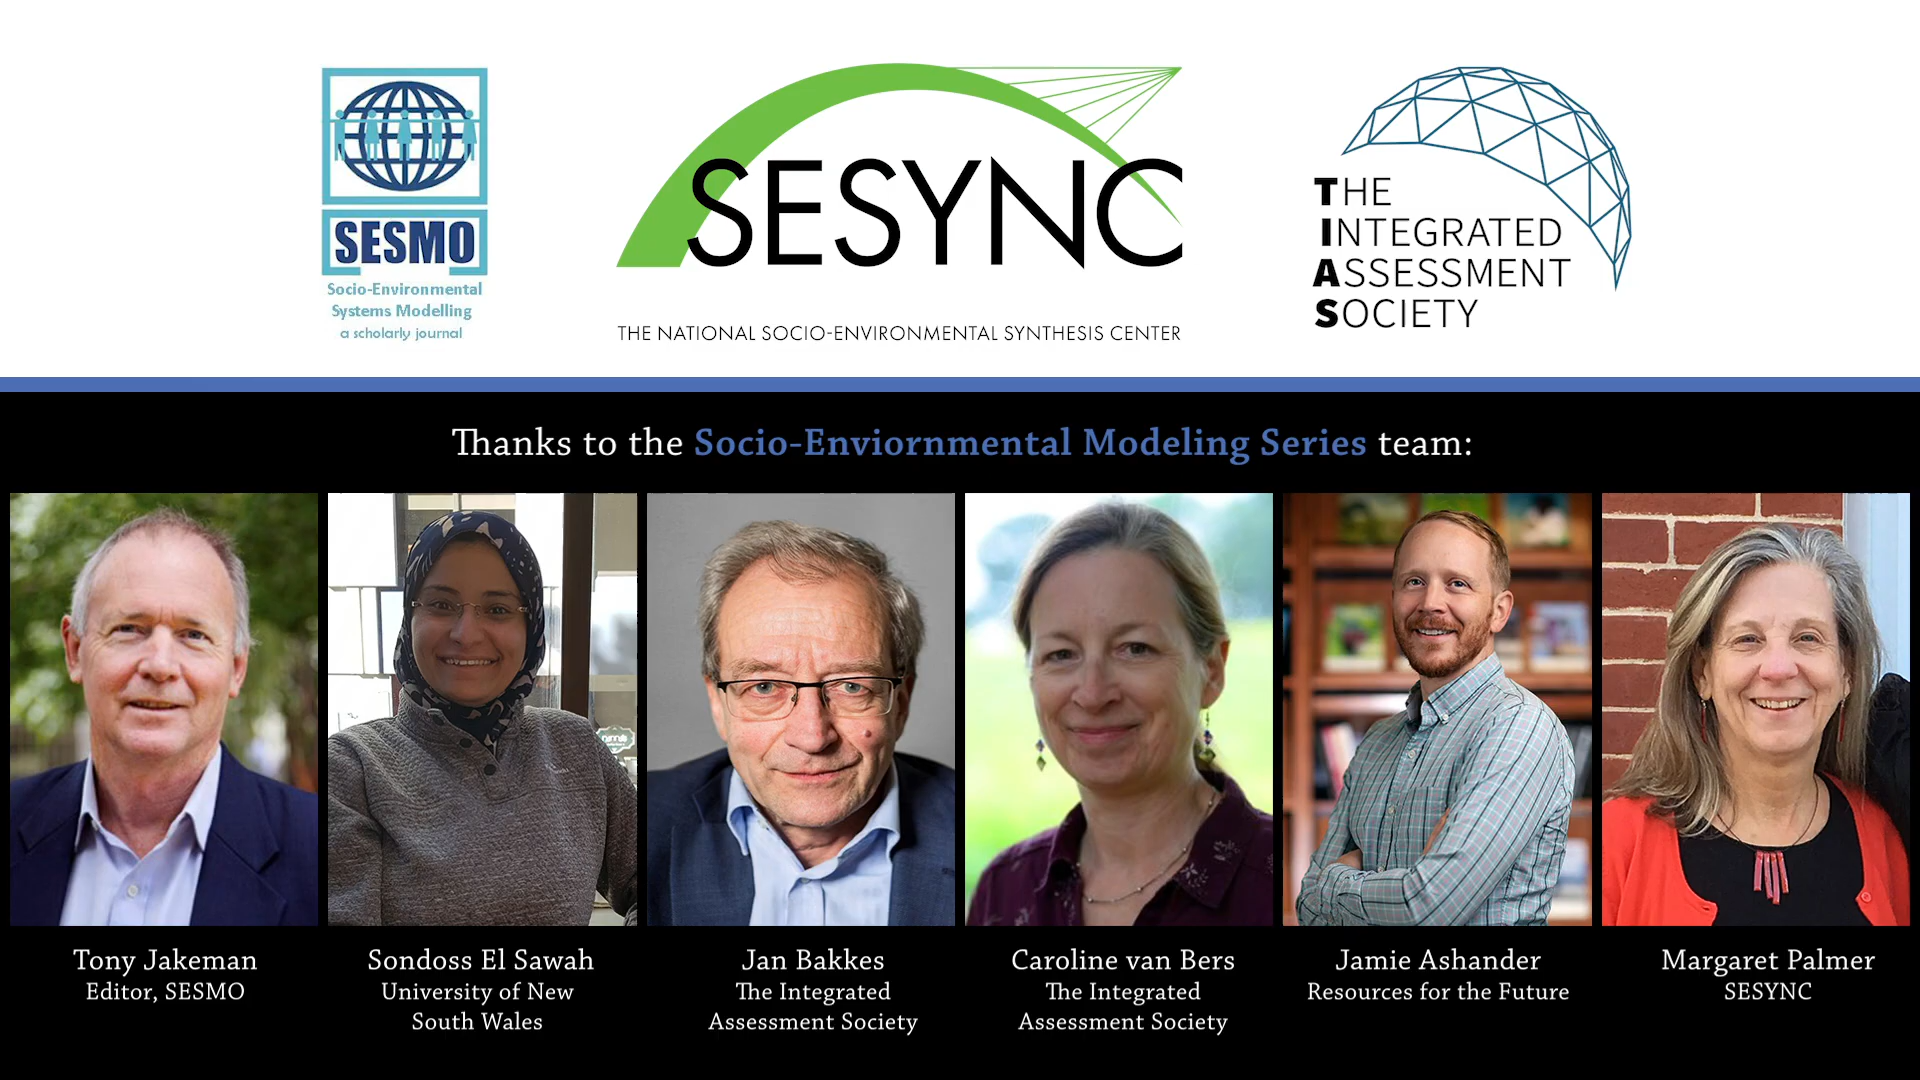 SESMO
Socio-Environmental
Systems Modelling
a scholarly journal
SESYNC
THE NATIONAL SOCIO-ENVIRONMENTAL SYNTHESIS CENTER
THE
INTEGRATED
ASSESSMENT
SOCIETY
Thanks to the Socio-Enviornmental Modeling Series team:
Tony Jakeman
Editor, SESMO
Sondoss El Sawah
University of New
South Wales
Jan Bakkes
The Integrated
Assessment Society
Caroline van Bers
The Integrated
Assessment Society
Jamie Ashander
Resources for the Future
Margaret Palmer
SESYNC